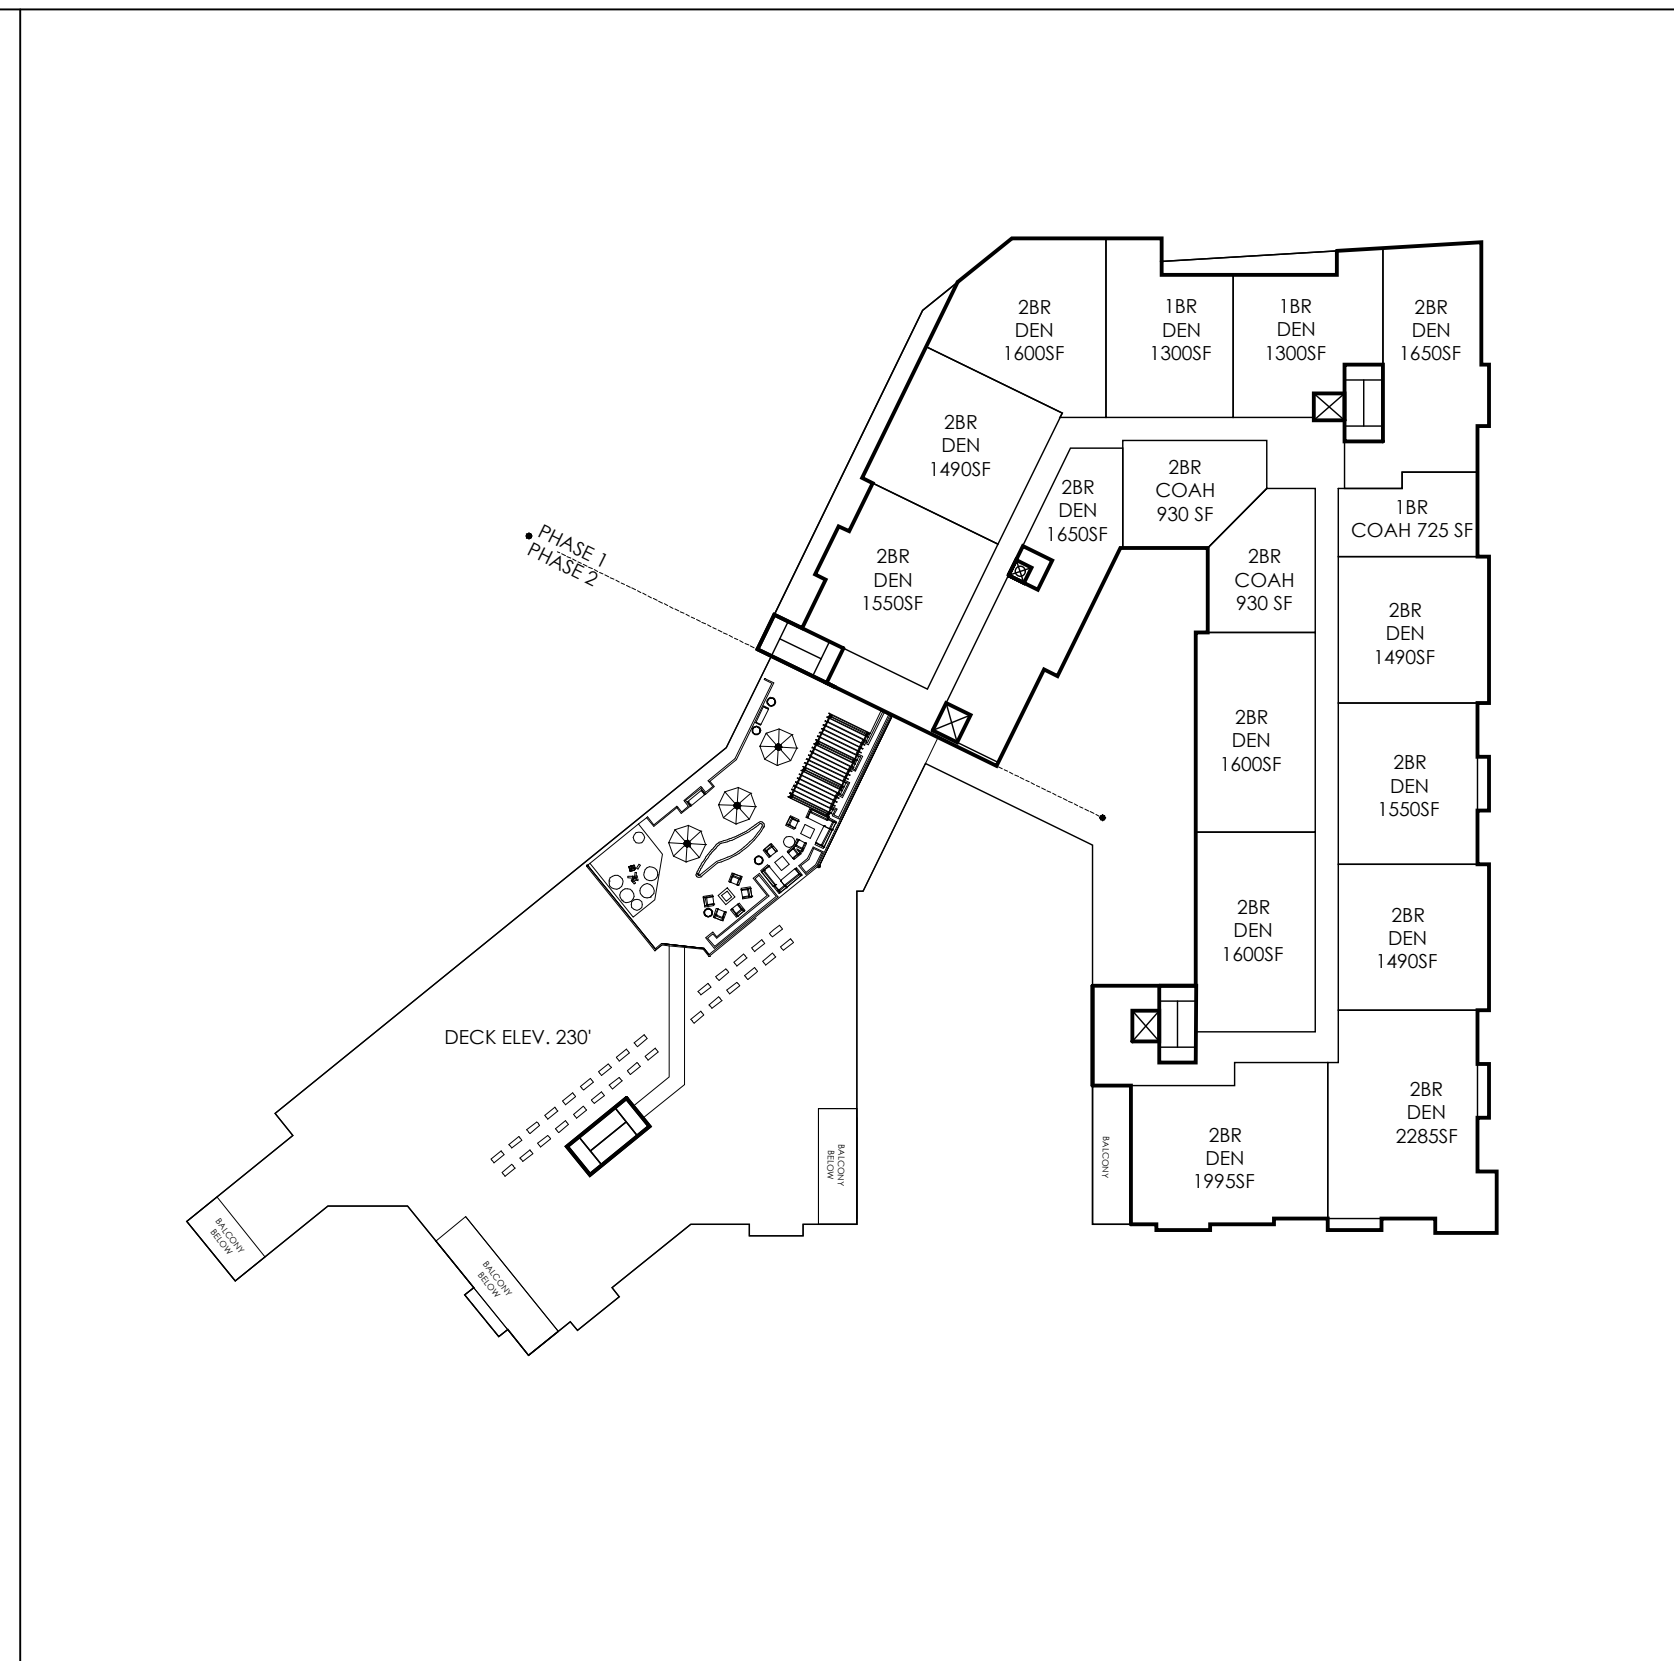 2BR
DEN
1600SF
1BR
DEN
1300SF
1BR
DEN
1300SF
2BR
DEN
1650SF
2BR
DEN
1490SF
2BR
DEN
1650SF
2BR
COAH
930 SF
1BR
COAH 725 SF
PHASE 1
PHASE 2
2BR
DEN
1550SF
2BR
COAH
930 SF
2BR
DEN
1490SF
2BR
DEN
1600SF
2BR
DEN
1550SF
2BR
DEN
1600SF
2BR
DEN
1490SF
DECK ELEV. 230'
2BR
DEN
1995SF
2BR
DEN
2285SF
BALCONY
BALCONY
BELOW
BALCONY
BELOW
BALCONY
BELOW